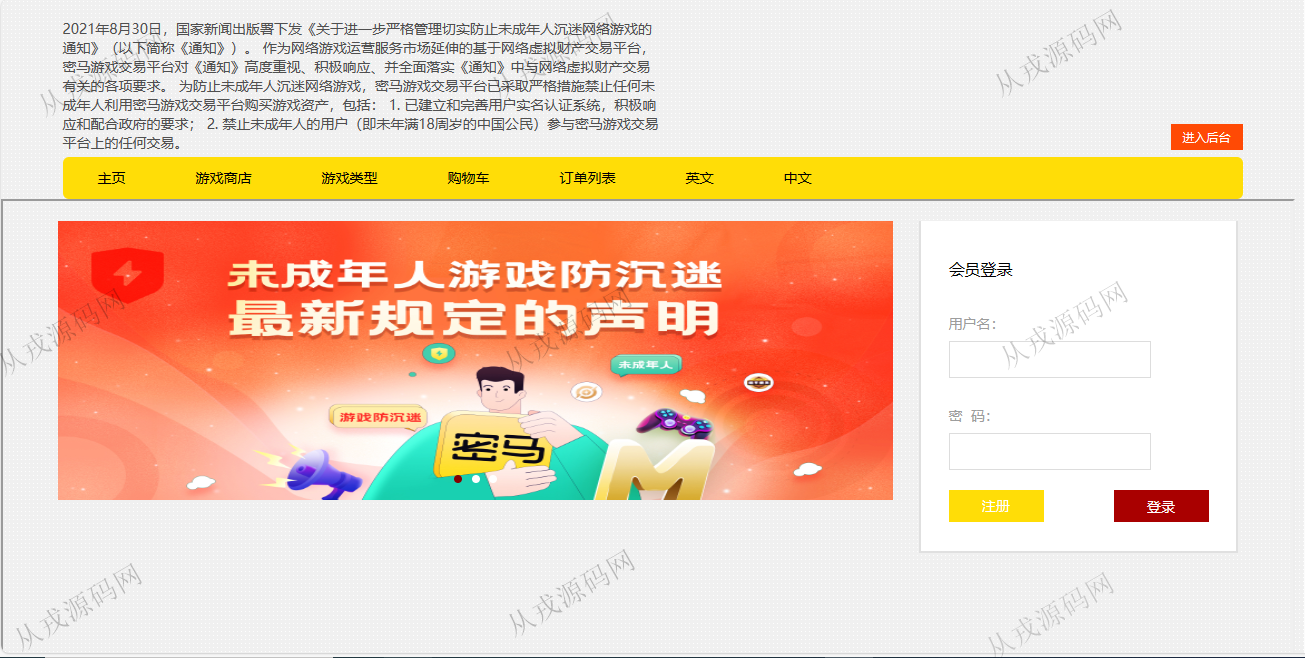 2021年8月30日，国家新闻出版署下发《关于进一步严格管理切实防止未成年人沉迷网络游戏的
通知》（以下简称《通知》）。 作为网络游戏运营服务市场延伸的基于网络虚拟财产交易平台，
密马游戏交易平台对《通知》高度重视、积极响应、并全面落实《通知》中与网络虚拟财产交易
有关的各项要求。 为防止未成年人沉迷网络游戏，密马游戏交易平台已采取严格措施禁止任何未
成年人利用密马游戏交易平台购买游戏资产，包括： 1. 已建立和完善用户实名认证系统，积极响
应和配合政府的要求； 2. 禁止未成年人的用户（即未年满18周岁的中国公民）参与密马游戏交易
平台上的任何交易。
进入后台
主页 游戏商店 游戏类型 购物车 订单列表 英文 中文
未成年人游戏防沉迷
最新规定的声明
未成年人
游戏防沉迷
密马
M
会员登录
用户名:
密 码:
注册 登录
从戎源码网
从戎源码网
从戎源码网
从戎源码网
从戎源码网
从戎源码网
从戎源码网
从戎源码网
从戎源码网